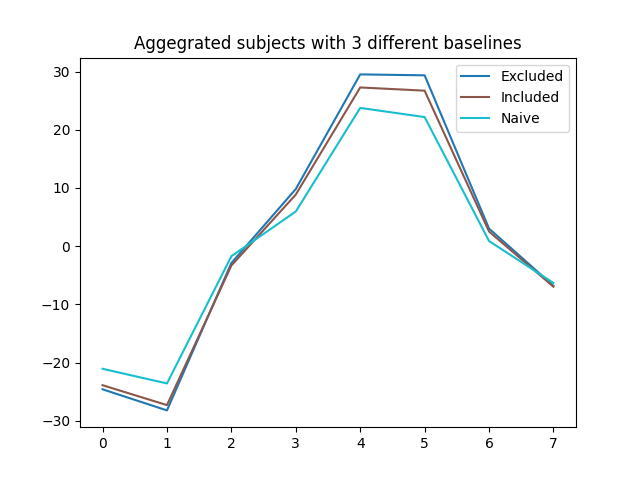 Aggegrated subjects with 3 different baselines
30
20
10
0
−10
−20
−30
0 1 2 3 4 5 6 7
Excluded
Included
Naive